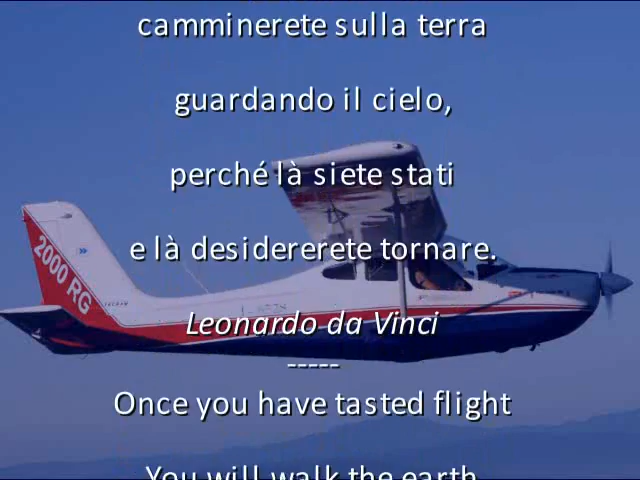 camminerete sulla terra
guardando il cielo,
perché là siete stati
e là desidererete tornare.
Leonardo da Vinci
-----
Once you have tasted flight
You will walk the earth
2000 RG